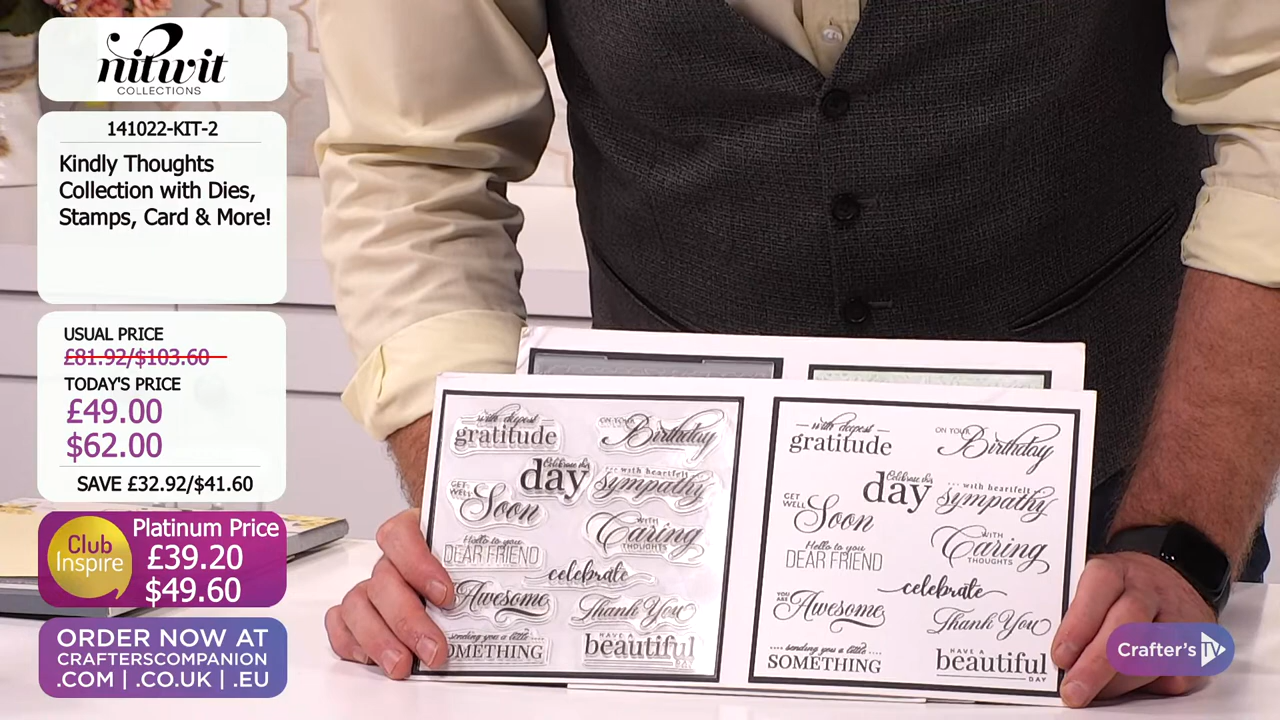 nitwit
COLLECTIONS
141022-KIT-2
Kindly Thoughts
Collection with Dies,
Stamps, Card & More!
USUAL PRICE
£81.92/$103.60
TODAY'S PRICE
£49.00
$62.00
SAVE £32.92/$41.60
Club
Inspire
Platinum Price
£39.20
$49.60
ORDER NOW AT
CRAFTERSCOMPANION
.COM | .CO.UK | .EU
with deepest
gratitude
ON YOUR
Birthday
Celebrate this
day
... with heartfelt
sympathy
GET
WELL
Soon
WITH
Caring
THOUGHTS
Hello to you
DEAR FRIEND
celebrate
Awesome
Thank You
sending you a little ....
SOMETHING
HAVE A
beautiful
DAY
with deepest
gratitude
ON YOUR
Birthday
Celebrate this
day
... with heartfelt
sympathy
GET
WELL
Soon
WITH
Caring
THOUGHTS
Hello to you
DEAR FRIEND
celebrate
YOU
ARE
Awesome
Thank You
.... sending you a little ....
SOMETHING
HAVE A
beautiful
DAY
Crafter's TV